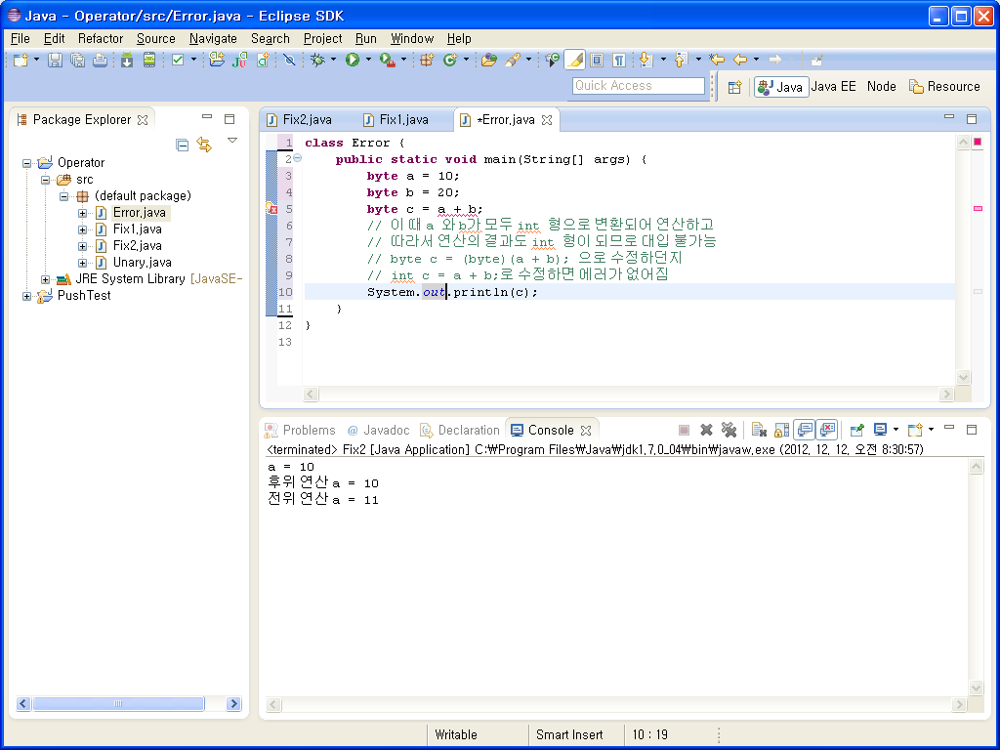 Java - Operator/src/Error.java - Eclipse SDK
File Edit Refactor Source Navigate Search Project Run Window Help
Quick Access
Java Java EE Node Resource
Package Explorer
Operator
src
(default package)
Error.java
Fix1.java
Fix2.java
Unary.java
JRE System Library [JavaSE-
PushTest
Fix2.java Fix1.java *Error.java
1 class Error {
2 public static void main(String[] args) {
3 byte a = 10;
4 byte b = 20;
5 byte c = a + b;
6 // 이 때 a 와 b가 모두 int 형으로 변환되어 연산하고
7 // 따라서 연산의 결과도 int 형이 되므로 대입 불가능
8 // byte c = (byte)(a + b); 으로 수정하던지
9 // int c = a + b;로 수정하면 에러가 없어짐
10 System.out.println(c);
11 }
12 }
13
Problems @ Javadoc Declaration Console
<terminated> Fix2 [Java Application] C:₩Program Files₩Java₩jdk1.7.0_04₩bin₩javaw.exe (2012. 12. 12. 오전 8:30:57)
a = 10
후위 연산 a = 10
전위 연산 a = 11
Writable Smart Insert 10 : 19